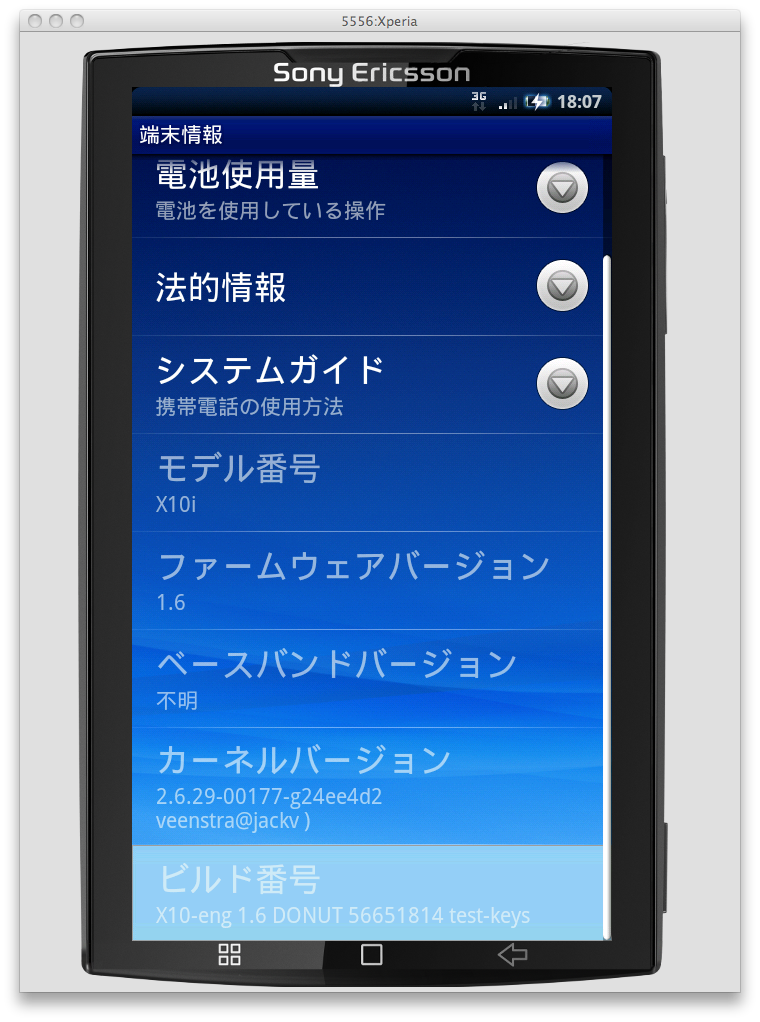 5556:Xperia
Sony Ericsson
3G 18:07
端末情報
電池使用量
電池を使用している操作
法的情報
システムガイド
携帯電話の使用方法
モデル番号
X10i
ファームウェアバージョン
1.6
ベースバンドバージョン
不明
カーネルバージョン
2.6.29-00177-g24ee4d2
veenstra@jackv )
ビルド番号
X10-eng 1.6 DONUT 56651814 test-keys